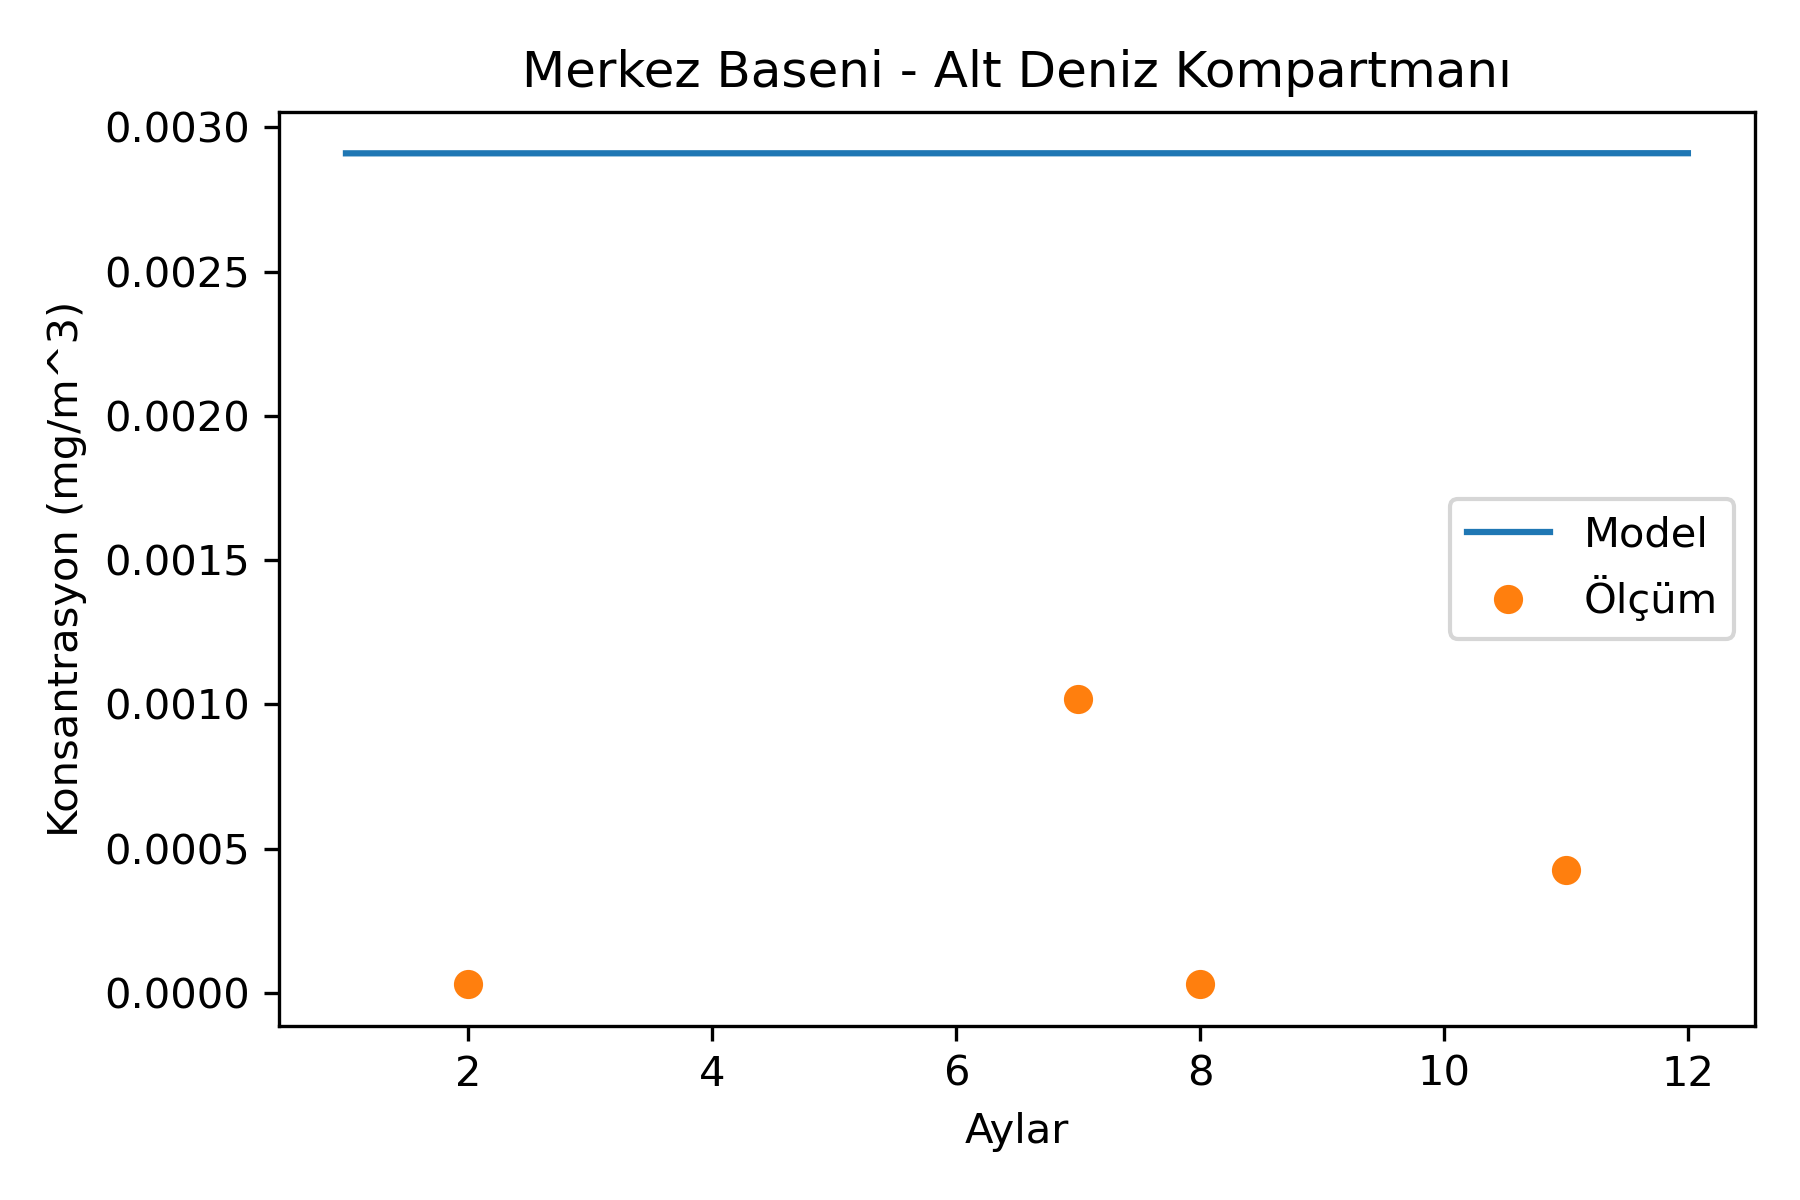 Merkez Baseni - Alt Deniz Kompartmanı
Konsantrasyon (mg/m^3)
0.0030
0.0025
0.0020
0.0015
0.0010
0.0005
0.0000
Model
Ölçüm
2 4 6 8 10 12
Aylar